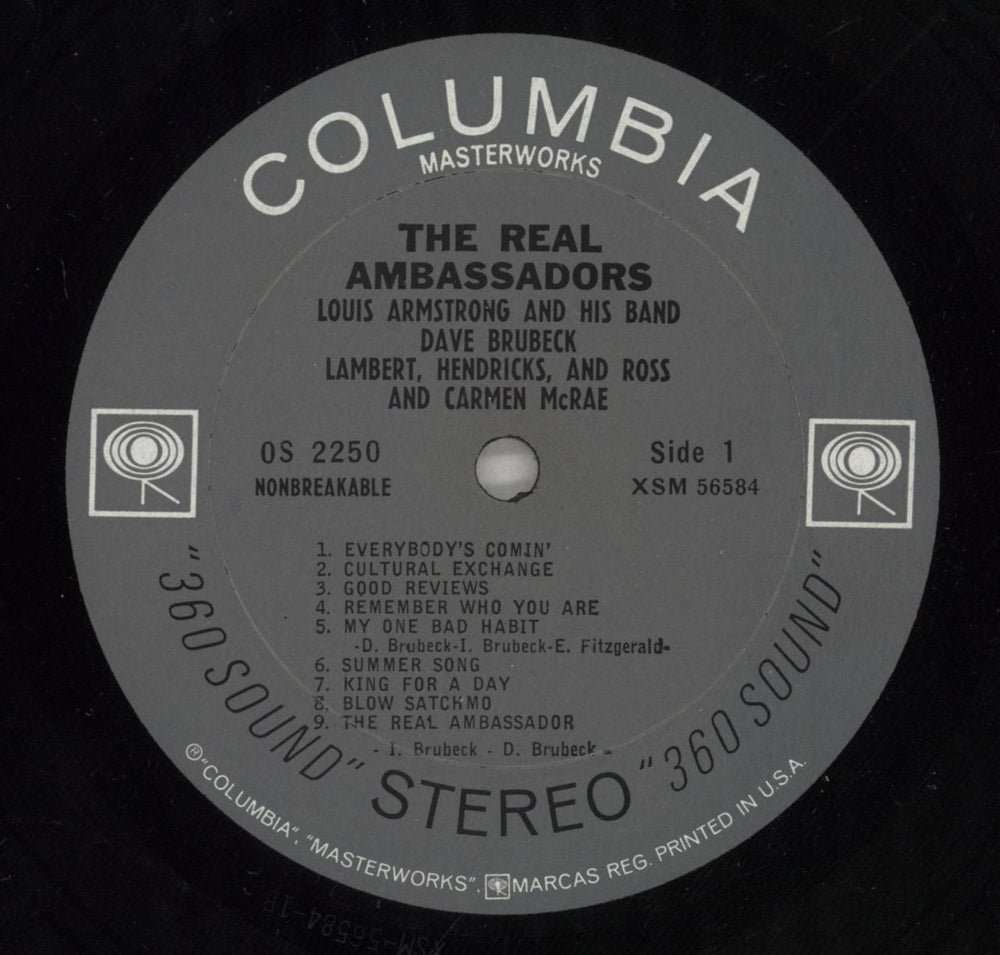 COLUMBIA
MASTERWORKS
THE REAL
AMBASSADORS
LOUIS ARMSTRONG AND HIS BAND
DAVE BRUBECK
LAMBERT, HENDRICKS, AND ROSS
AND CARMEN McRAE
OS 2250
NONBREAKABLE
Side 1
XSM 56584
1. EVERYBODY'S COMIN'
2. CULTURAL EXCHANGE
3. GOOD REVIEWS
4. REMEMBER WHO YOU ARE
5. MY ONE BAD HABIT
-D. Brubeck-I. Brubeck-E. Fitzgerald-
6. SUMMER SONG
7. KING FOR A DAY
8. BLOW SATCHMO
9. THE REAL AMBASSADOR
- I. Brubeck - D. Brubeck -
"360 SOUND" STEREO "360 SOUND"
® "COLUMBIA", "MASTERWORKS", MARCAS REG. PRINTED IN U.S.A.
XSM-56584-1P